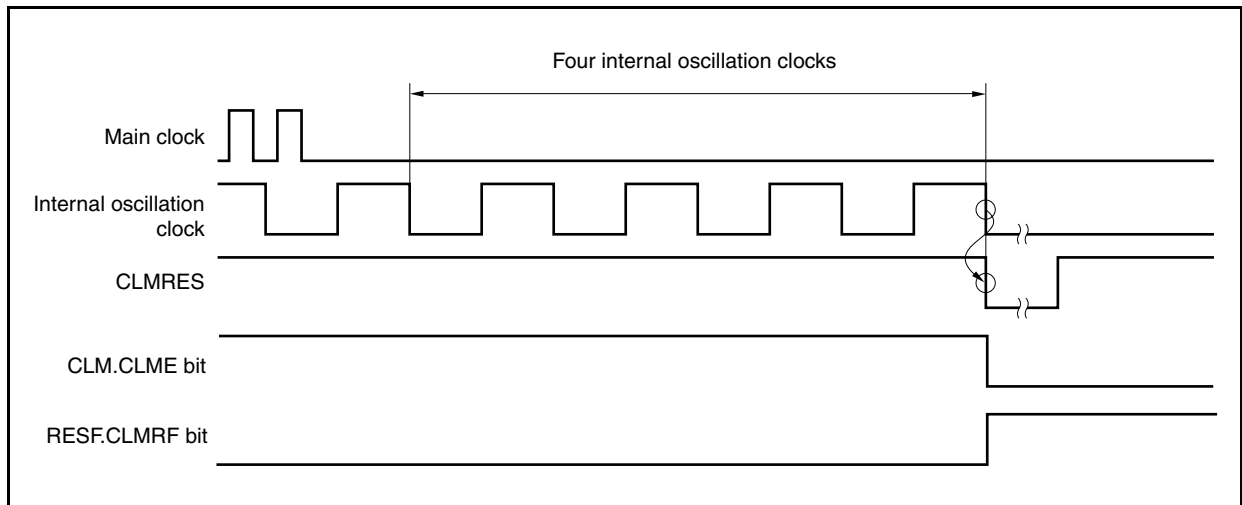 Four internal oscillation clocks
Main clock
Internal oscillation
clock
CLMRES
CLM.CLME bit
RESF.CLMRF bit